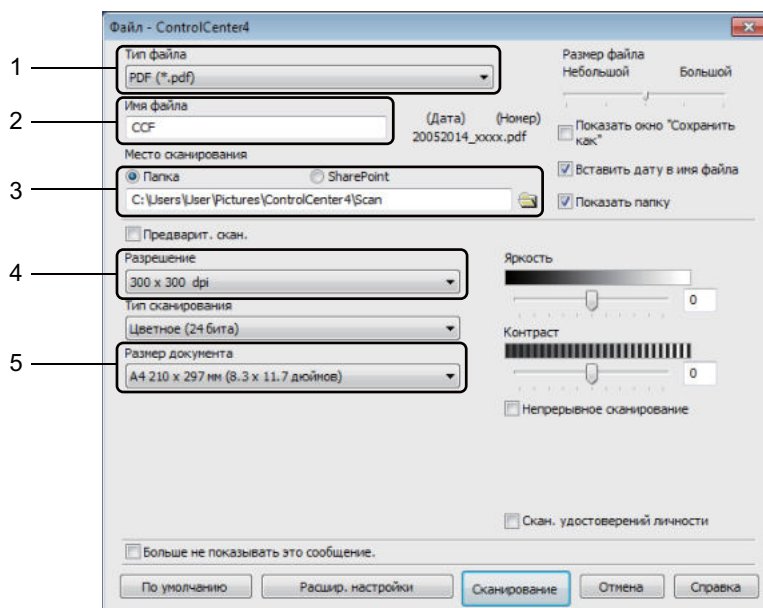 Файл - ControlCenter4
1
Тип файла
PDF (*.pdf)
Размер файла
Небольшой Большой
2
Имя файла
CCF
(Дата) (Номер)
20052014_xxxx.pdf
Показать окно "Сохранить как"
Вставить дату в имя файла
Показать папку
3
Место сканирования
Папка SharePoint
C:\Users\User\Pictures\ControlCenter4\Scan
Предварит. скан.
4
Разрешение
300 x 300 dpi
Тип сканирования
Цветное (24 бита)
5
Размер документа
A4 210 x 297 мм (8.3 x 11.7 дюймов)
Яркость
0
Контраст
0
Непрерывное сканирование
Скан. удостоверений личности
Больше не показывать это сообщение.
По умолчанию Расшир. настройки Сканирование Отмена Справка